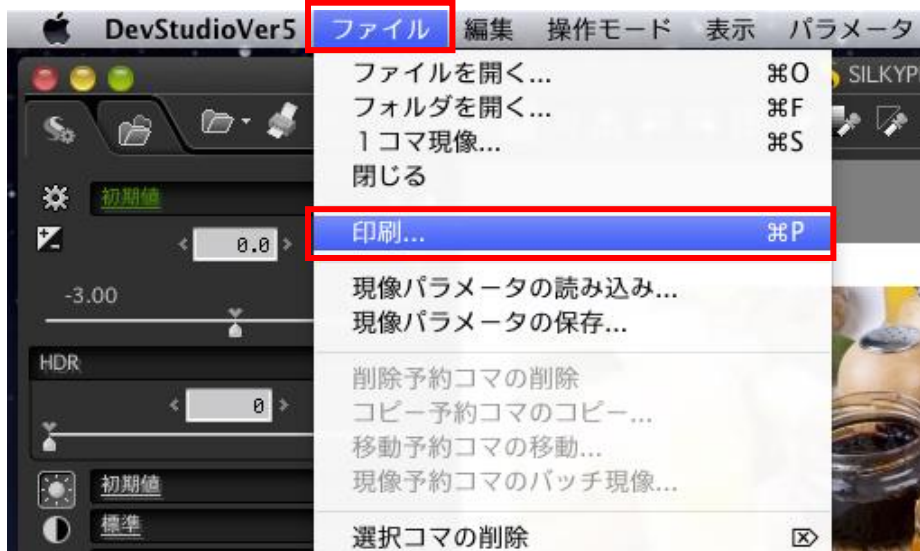 DevStudioVer5 ファイル 編集 操作モード 表示 パラメータ
ファイルを開く... ⌘O
SILKYP
フォルダを開く... ⌘F
1コマ現像... ⌘S
閉じる
初期値
印刷... ⌘P
0.0
現像パラメータの読み込み...
-3.00
現像パラメータの保存...
HDR
削除予約コマの削除
0
コピー予約コマのコピー...
移動予約コマの移動...
現像予約コマのバッチ現像...
初期値
標準
選択コマの削除 ⌦